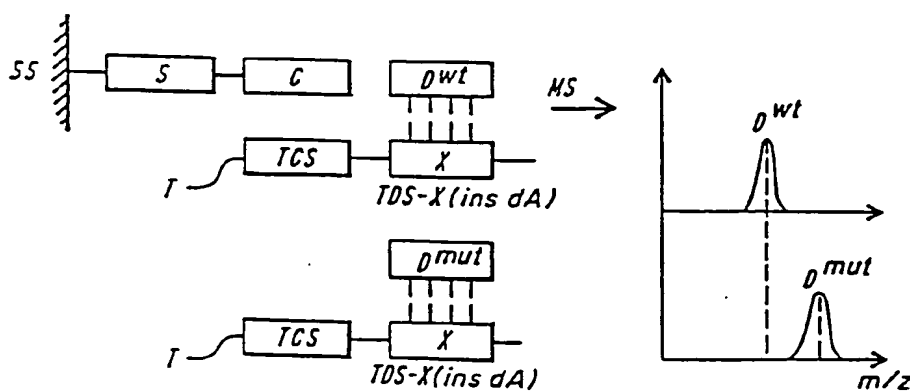 SS
S
C
D^wt
MS
D^wt
T
TCS
X
TDS-X(ins dA)
D^mut
D^mut
T
TCS
X
TDS-X(ins dA)
m/z